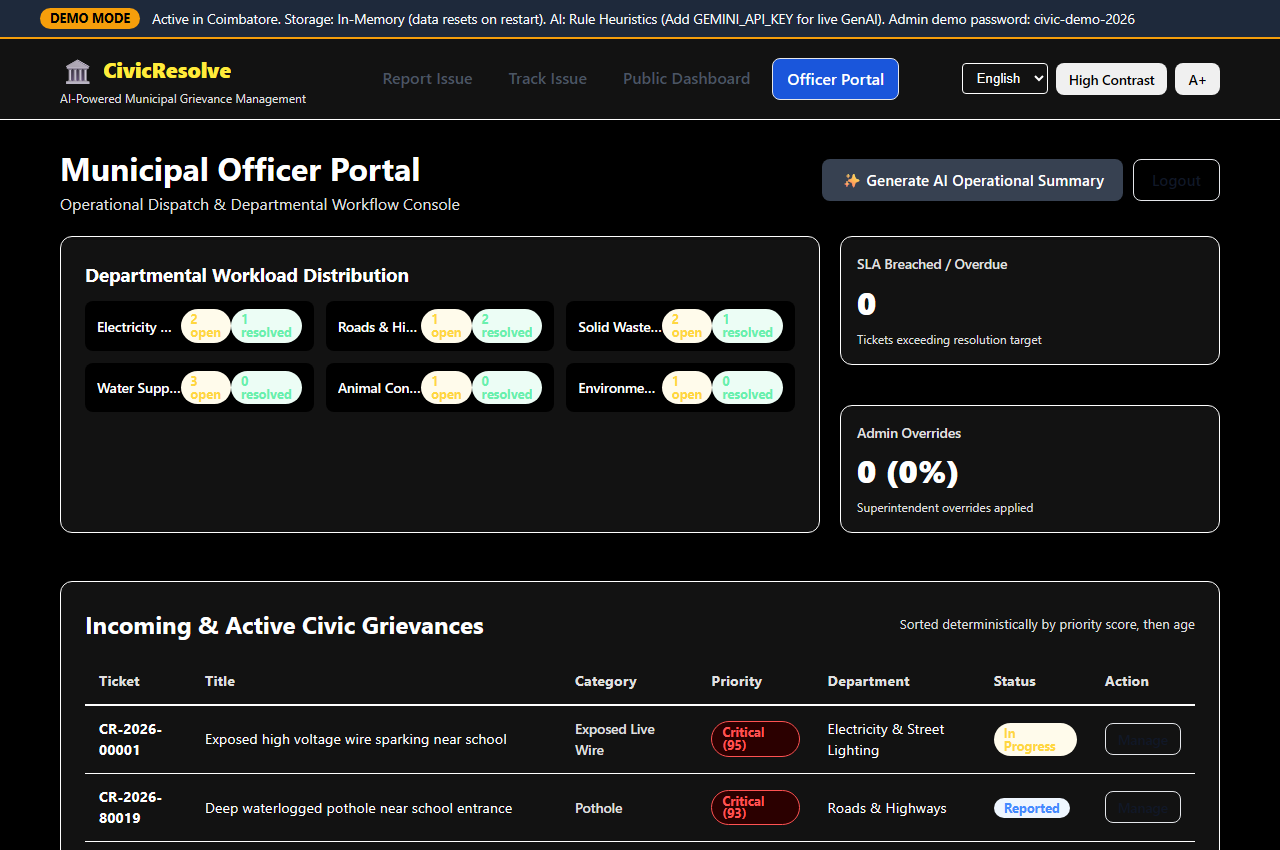 DEMO MODE Active in Coimbatore. Storage: In-Memory (data resets on restart). AI: Rule Heuristics (Add GEMINI_API_KEY for live GenAI). Admin demo password: civic-demo-2026
🏛️ CivicResolve
AI-Powered Municipal Grievance Management
Report Issue
Track Issue
Public Dashboard
Officer Portal
English
High Contrast
A+
Municipal Officer Portal
Operational Dispatch & Departmental Workflow Console
✨ Generate AI Operational Summary
Logout
Departmental Workload Distribution
Electricity ... 2 open 1 resolved
Roads & Hi... 1 open 2 resolved
Solid Waste... 2 open 1 resolved
Water Supp... 3 open 0 resolved
Animal Con... 1 open 0 resolved
Environme... 1 open 0 resolved
SLA Breached / Overdue
0
Tickets exceeding resolution target
Admin Overrides
0 (0%)
Superintendent overrides applied
Incoming & Active Civic Grievances
Sorted deterministically by priority score, then age
Ticket Title Category Priority Department Status Action
CR-2026-00001 Exposed high voltage wire sparking near school Exposed Live Wire Critical (95) Electricity & Street Lighting In Progress Manage
CR-2026-80019 Deep waterlogged pothole near school entrance Pothole Critical (93) Roads & Highways Reported Manage